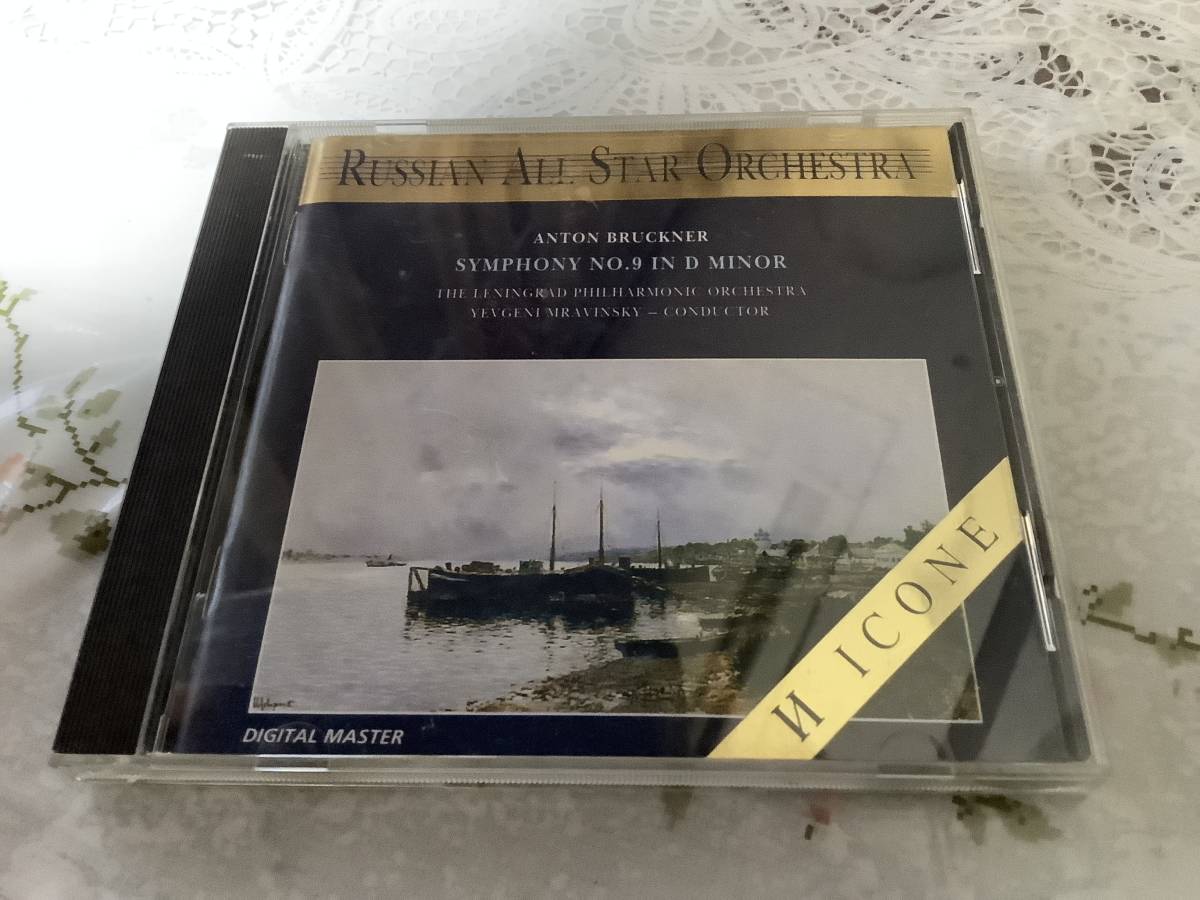 RUSSIAN ALL STAR ORCHESTRA
ANTON BRUCKNER
SYMPHONY NO.9 IN D MINOR
THE LENINGRAD PHILHARMONIC ORCHESTRA
YEVGENI MRAVINSKY – CONDUCTOR
И ICONE
DIGITAL MASTER